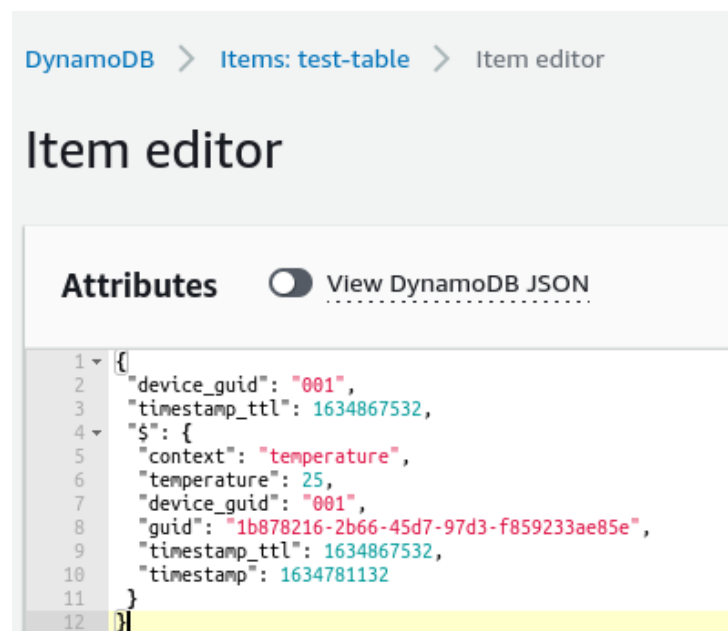 DynamoDB > Items: test-table > Item editor
Item editor
Attributes View DynamoDB JSON
1 {
2 "device_guid": "001",
3 "timestamp_ttl": 1634867532,
4 "$": {
5 "context": "temperature",
6 "temperature": 25,
7 "device_guid": "001",
8 "guid": "1b878216-2b66-45d7-97d3-f859233ae85e",
9 "timestamp_ttl": 1634867532,
10 "timestamp": 1634781132
11 }
12 }